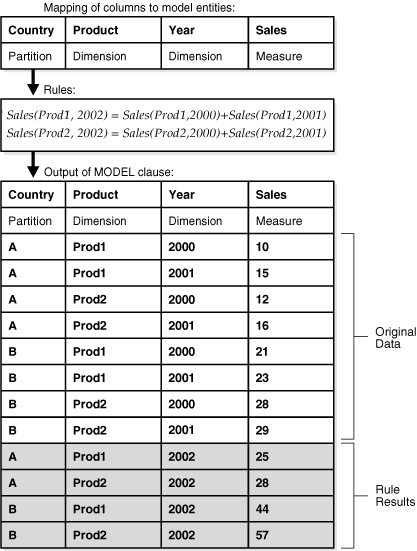 Mapping of columns to model entities:
Country Product Year Sales
Partition Dimension Dimension Measure
Rules:
Sales(Prod1, 2002) = Sales(Prod1,2000)+Sales(Prod1,2001)
Sales(Prod2, 2002) = Sales(Prod2,2000)+Sales(Prod2,2001)
Output of MODEL clause:
Country Product Year Sales
Partition Dimension Dimension Measure
A Prod1 2000 10
A Prod1 2001 15
A Prod2 2000 12
A Prod2 2001 16
B Prod1 2000 21
B Prod1 2001 23
B Prod2 2000 28
B Prod2 2001 29
Original
Data
A Prod1 2002 25
A Prod2 2002 28
B Prod1 2002 44
B Prod2 2002 57
Rule
Results